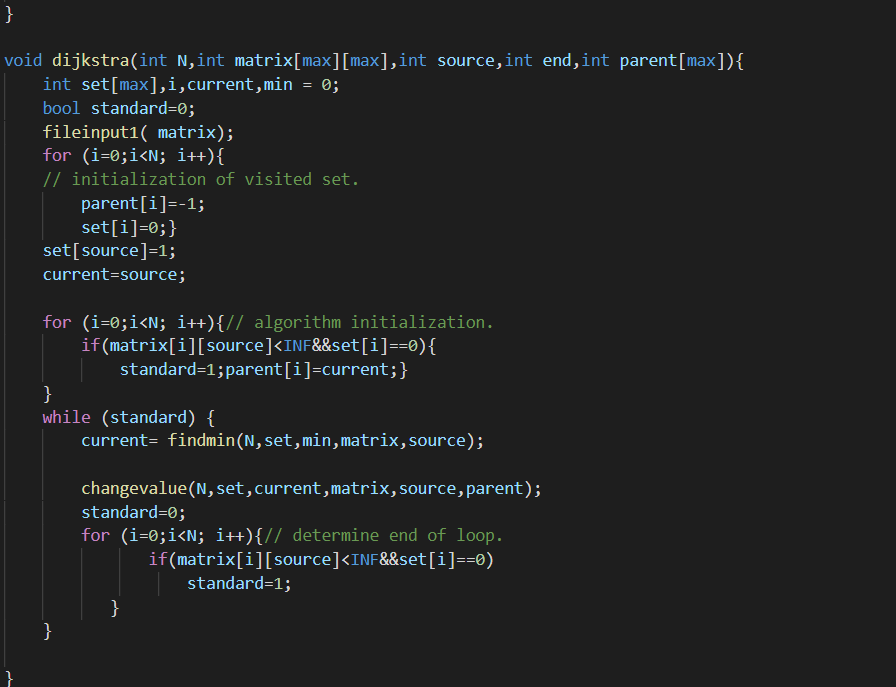 }
void dijkstra(int N,int matrix[max][max],int source,int end,int parent[max]){
int set[max],i,current,min = 0;
bool standard=0;
fileinput1( matrix);
for (i=0;i<N; i++){
// initialization of visited set.
parent[i]=-1;
set[i]=0;}
set[source]=1;
current=source;
for (i=0;i<N; i++){// algorithm initialization.
if(matrix[i][source]<INF&&set[i]==0){
standard=1;parent[i]=current;}
}
while (standard) {
current= findmin(N,set,min,matrix,source);
changevalue(N,set,current,matrix,source,parent);
standard=0;
for (i=0;i<N; i++){// determine end of loop.
if(matrix[i][source]<INF&&set[i]==0)
standard=1;
}
}
}